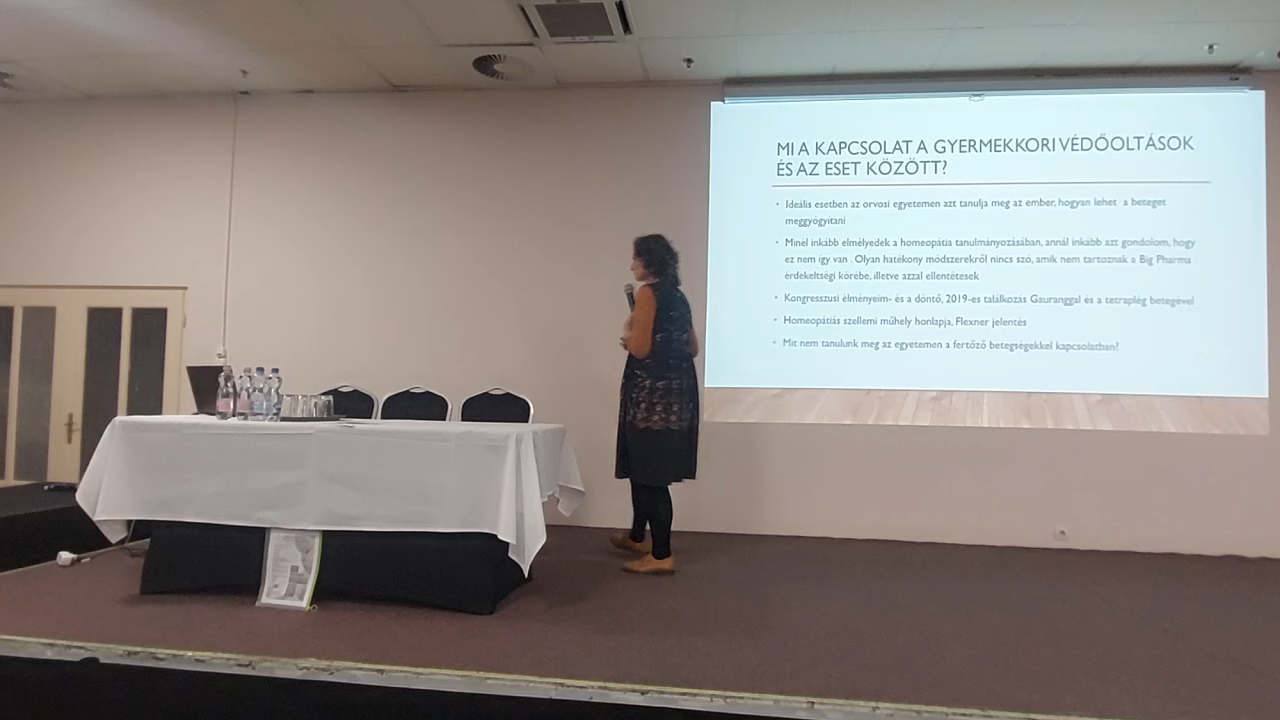 MI A KAPCSOLAT A GYERMEKKORI VÉDŐOLTÁSOK
ÉS AZ ESET KÖZÖTT?
• Ideális esetben az orvosi egyetemen azt tanulja meg az ember, hogyan lehet a beteget
meggyógyítani
• Minél inkább elmélyedek a homeopátia tanulmányozásában, annál inkább azt gondolom, hogy
ez nem így van . Olyan hatékony módszerekről nincs szó, amik nem tartoznak a Big Pharma
érdekeltségi körébe, illetve azzal ellentétesek
• Kongresszusi élményeim- és a döntő, 2019-es találkozás Gauranggal és a tetraplég betegével
• Homeopátiás szellemi műhely honlapja, Flexner jelentés
• Mit nem tanulunk meg az egyetemen a fertőző betegségekkel kapcsolatban?